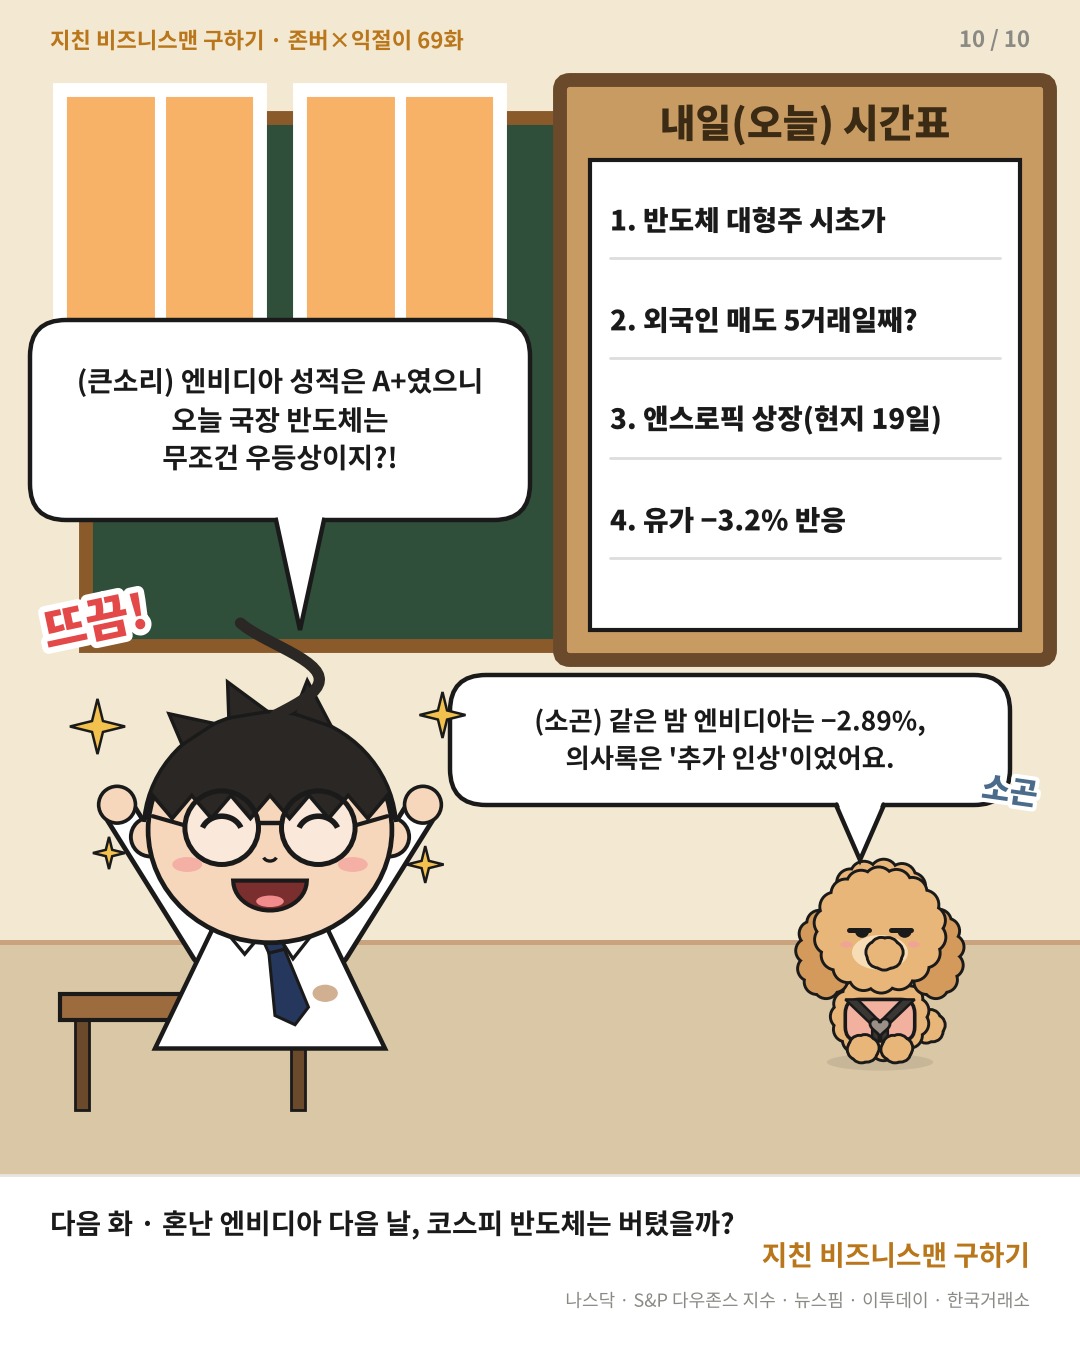 지친 비즈니스맨 구하기 · 존버×익절이 69화
10 / 10
내일(오늘) 시간표
1. 반도체 대형주 시초가
2. 외국인 매도 5거래일째?
3. 앤스로픽 상장(현지 19일)
4. 유가 −3.2% 반응
(큰소리) 엔비디아 성적은 A+였으니
오늘 국장 반도체는
무조건 우등상이지?!
뜨끔!
(소곤) 같은 밤 엔비디아는 −2.89%,
의사록은 '추가 인상'이었어요.
소곤
다음 화 · 혼난 엔비디아 다음 날, 코스피 반도체는 버텼을까?
지친 비즈니스맨 구하기
나스닥 · S&P 다우존스 지수 · 뉴스핌 · 이투데이 · 한국거래소